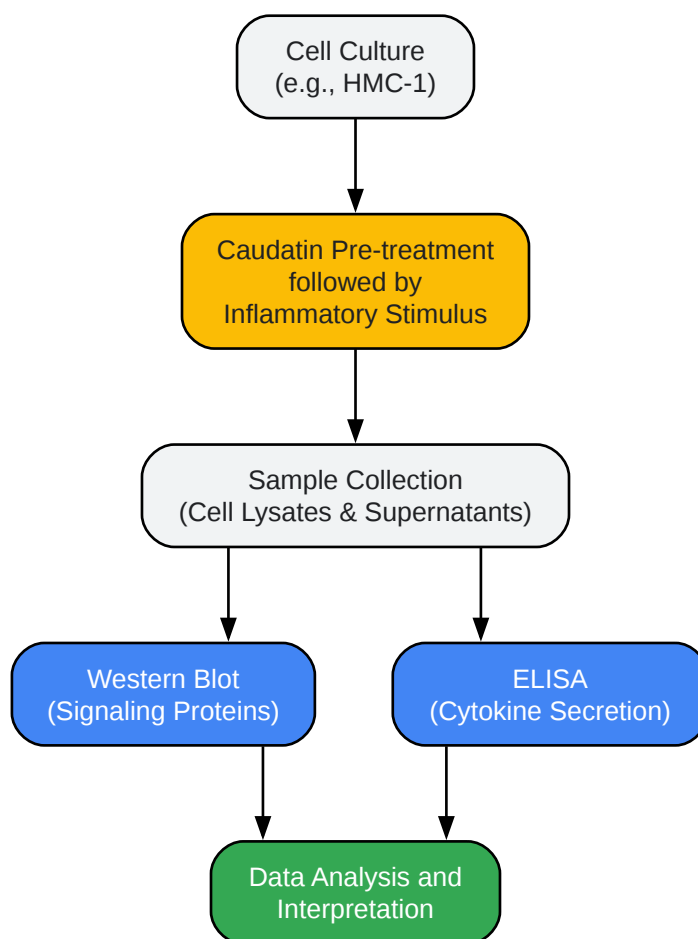 Cell Culture
(e.g., HMC-1)
Caudatin Pre-treatment
followed by
Inflammatory Stimulus
Sample Collection
(Cell Lysates & Supernatants)
Western Blot
(Signaling Proteins)
ELISA
(Cytokine Secretion)
Data Analysis and
Interpretation